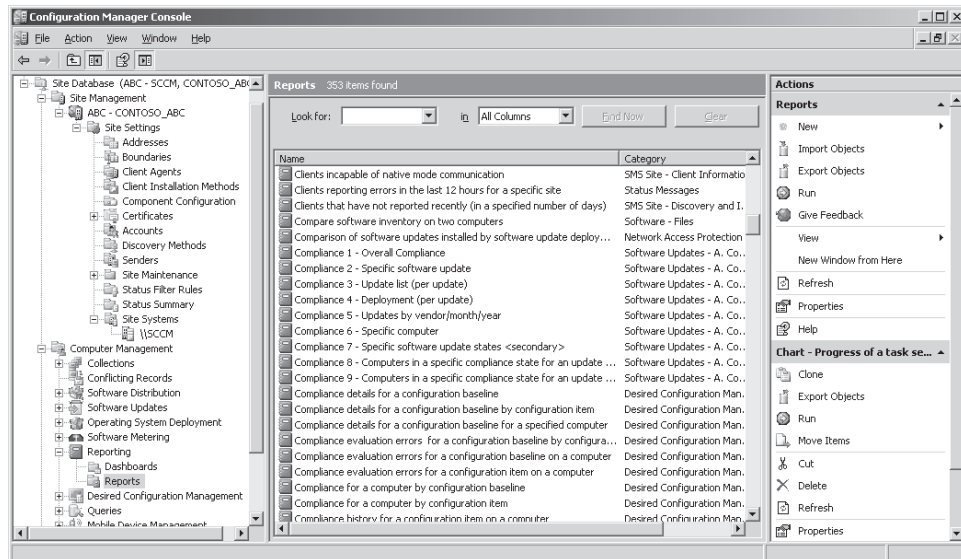 Configuration Manager Console
File Action View Window Help
Site Database (ABC - SCCM, CONTOSO_ABC
Site Management
ABC - CONTOSO_ABC
Site Settings
Addresses
Boundaries
Client Agents
Client Installation Methods
Component Configuration
Certificates
Accounts
Discovery Methods
Senders
Site Maintenance
Status Filter Rules
Status Summary
Site Systems
\\SCCM
Computer Management
Collections
Conflicting Records
Software Distribution
Software Updates
Operating System Deployment
Software Metering
Reporting
Dashboards
Reports
Desired Configuration Management
Queries
Mobile Device Management
Reports 353 items found
Look for: in All Columns Find Now Clear
Name Category
Clients incapable of native mode communication SMS Site - Client Informatio
Clients reporting errors in the last 12 hours for a specific site Status Messages
Clients that have not reported recently (in a specified number of days) SMS Site - Discovery and I.
Compare software inventory on two computers Software - Files
Comparison of software updates installed by software update deploy... Network Access Protection
Compliance 1 - Overall Compliance Software Updates - A. Co..
Compliance 2 - Specific software update Software Updates - A. Co..
Compliance 3 - Update list (per update) Software Updates - A. Co..
Compliance 4 - Deployment (per update) Software Updates - A. Co..
Compliance 5 - Updates by vendor/month/year Software Updates - A. Co..
Compliance 6 - Specific computer Software Updates - A. Co..
Compliance 7 - Specific software update states <secondary> Software Updates - A. Co..
Compliance 8 - Computers in a specific compliance state for an update ... Software Updates - A. Co..
Compliance 9 - Computers in a specific compliance state for an update ... Software Updates - A. Co..
Compliance details for a configuration baseline Desired Configuration Man.
Compliance details for a configuration baseline by configuration item Desired Configuration Man.
Compliance details for a configuration baseline for a specified computer Desired Configuration Man.
Compliance evaluation errors for a configuration baseline by configura... Desired Configuration Man.
Compliance evaluation errors for a configuration baseline on a computer Desired Configuration Man.
Compliance evaluation errors for a configuration item on a computer Desired Configuration Man.
Compliance for a computer by configuration baseline Desired Configuration Man.
Compliance for a computer by configuration item Desired Configuration Man.
Compliance history for a configuration item on a computer Desired Configuration Man.
Actions
Reports
New
Import Objects
Export Objects
Run
Give Feedback
View
New Window from Here
Refresh
Properties
Help
Chart - Progress of a task se...
Clone
Export Objects
Run
Move Items
Cut
Delete
Refresh
Properties